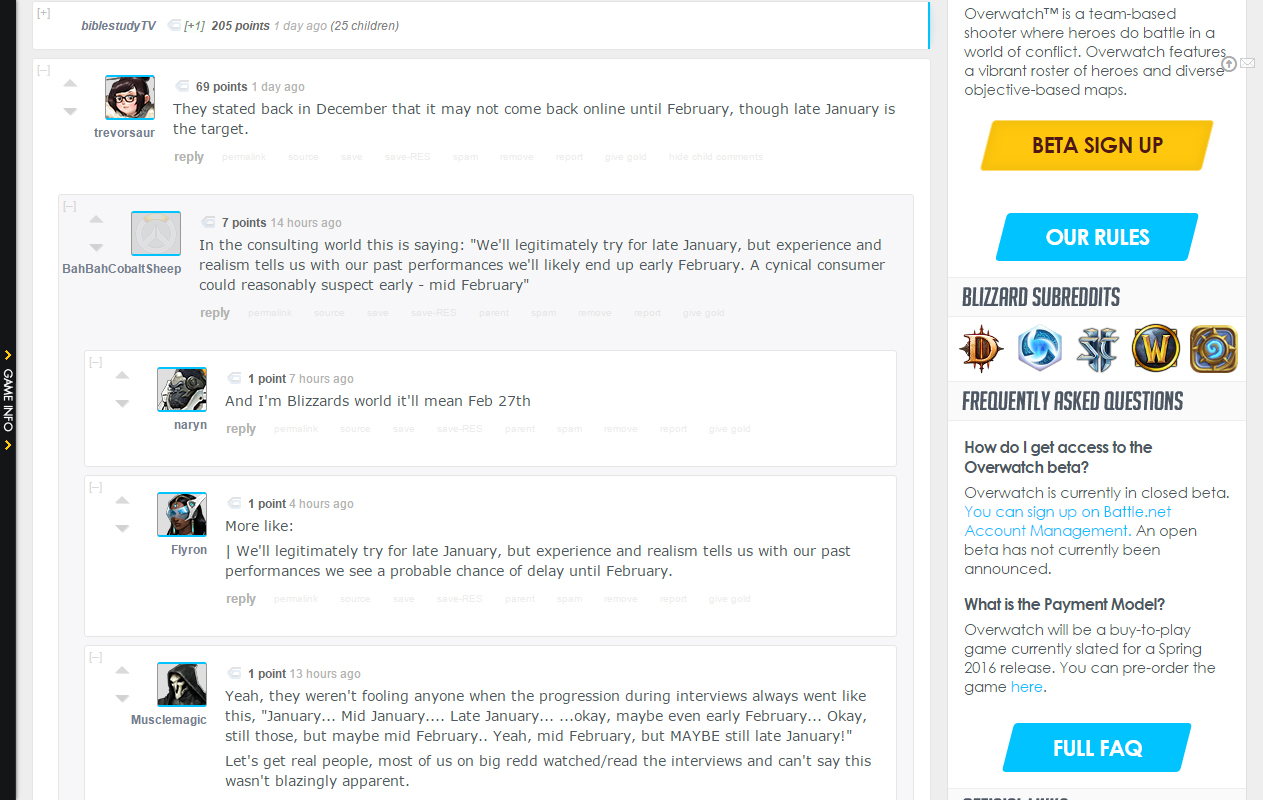 [+]
biblestudyTV [+1] 205 points 1 day ago (25 children)
[–]
69 points 1 day ago
They stated back in December that it may not come back online until February, though late January is
the target.
trevorsaur
reply permalink source save save-RES spam remove report give gold hide child comments
[–]
7 points 14 hours ago
In the consulting world this is saying: "We'll legitimately try for late January, but experience and
realism tells us with our past performances we'll likely end up early February. A cynical consumer
could reasonably suspect early - mid February"
BahBahCobaltSheep
reply permalink source save save-RES parent spam remove report give gold
[–]
1 point 7 hours ago
And I'm Blizzards world it'll mean Feb 27th
naryn
reply permalink source save save-RES parent spam remove report give gold
[–]
1 point 4 hours ago
More like:
| We'll legitimately try for late January, but experience and realism tells us with our past
performances we see a probable chance of delay until February.
Flyron
reply permalink source save save-RES parent spam remove report give gold
[–]
1 point 13 hours ago
Yeah, they weren't fooling anyone when the progression during interviews always went like
this, "January... Mid January.... Late January... ...okay, maybe even early February... Okay,
still those, but maybe mid February.. Yeah, mid February, but MAYBE still late January!"
Let's get real people, most of us on big redd watched/read the interviews and can't say this
wasn't blazingly apparent.
Musclemagic
GAME INFO
Overwatch™ is a team-based
shooter where heroes do battle in a
world of conflict. Overwatch features
a vibrant roster of heroes and diverse
objective-based maps.
BETA SIGN UP
OUR RULES
BLIZZARD SUBREDDITS
FREQUENTLY ASKED QUESTIONS
How do I get access to the
Overwatch beta?
Overwatch is currently in closed beta.
You can sign up on Battle.net
Account Management. An open
beta has not currently been
announced.
What is the Payment Model?
Overwatch will be a buy-to-play
game currently slated for a Spring
2016 release. You can pre-order the
game here.
FULL FAQ